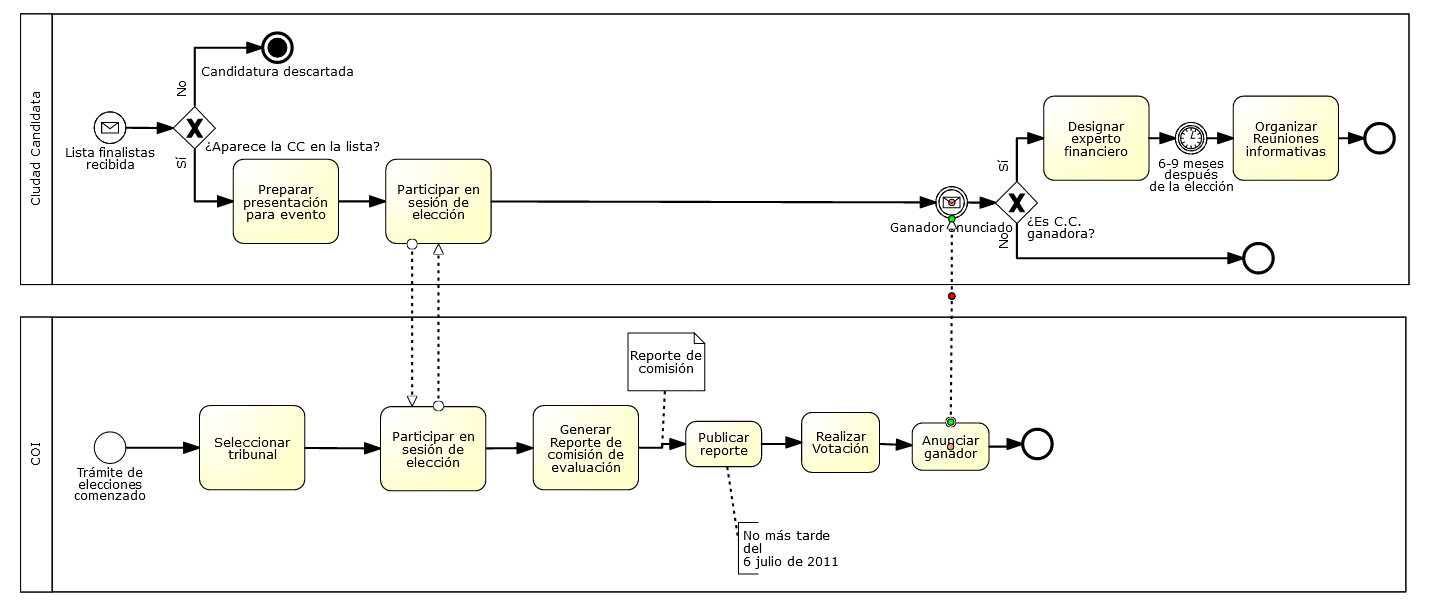 Ciudad Candidata
Candidatura descartada
No
Lista finalistas
recibida
¿Aparece la CC en la lista?
Sí
Preparar
presentación
para evento
Participar en
sesión de
elección
Ganador Anunciado
¿Es C.C.
ganadora?
Sí
No
Designar
experto
financiero
6-9 meses
después
de la elección
Organizar
Reuniones
informativas
COI
Trámite de
elecciones
comenzado
Seleccionar
tribunal
Participar en
sesión de
elección
Generar
Reporte de
comisión de
evaluación
Reporte de
comisión
Publicar
reporte
No más tarde
del
6 julio de 2011
Realizar
Votación
Anunciar
ganador